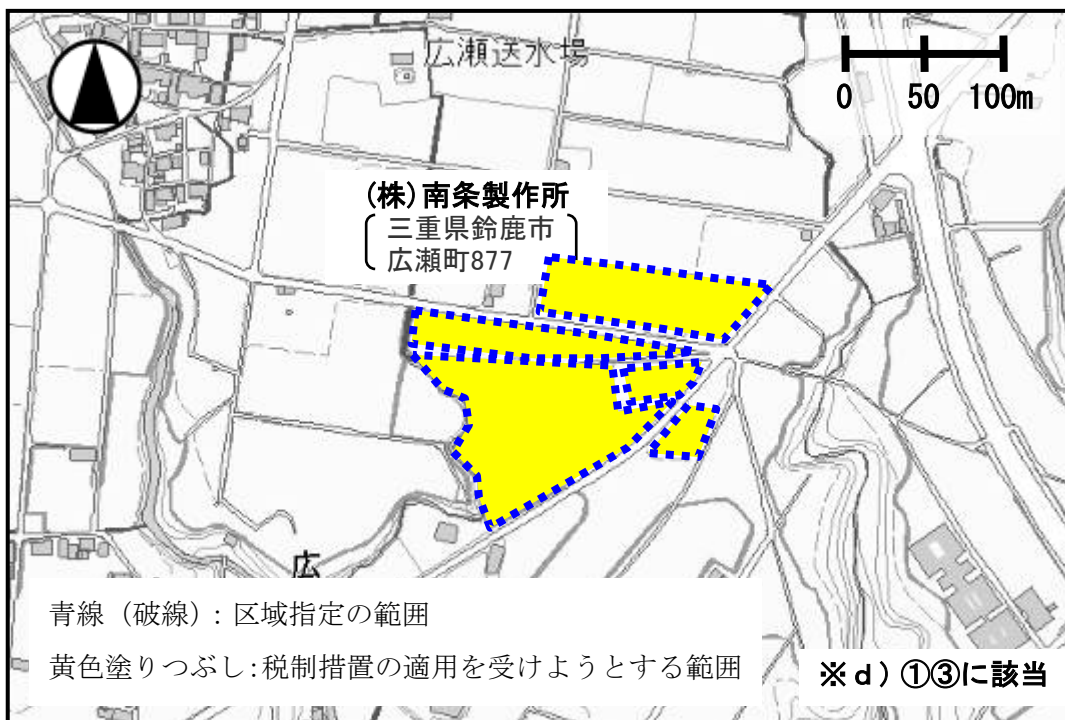 広瀬送水場
0 50 100m
(株)南条製作所
三重県鈴鹿市
広瀬町877
広
青線（破線）：区域指定の範囲
黄色塗りつぶし：税制措置の適用を受けようとする範囲
※ｄ）①③に該当